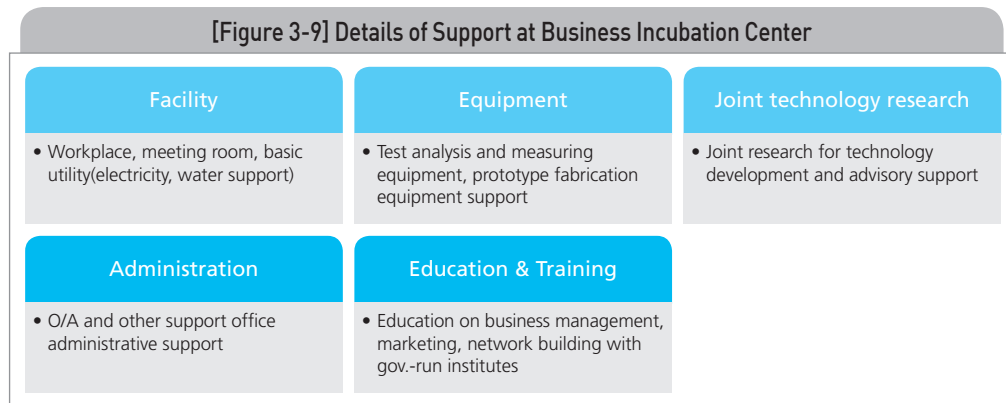 [Figure 3-9] Details of Support at Business Incubation Center
Facility
• Workplace, meeting room, basic
utility(electricity, water support)
Equipment
• Test analysis and measuring
equipment, prototype fabrication
equipment support
Joint technology research
• Joint research for technology
development and advisory support
Administration
• O/A and other support office
administrative support
Education & Training
• Education on business management,
marketing, network building with
gov.-run institutes